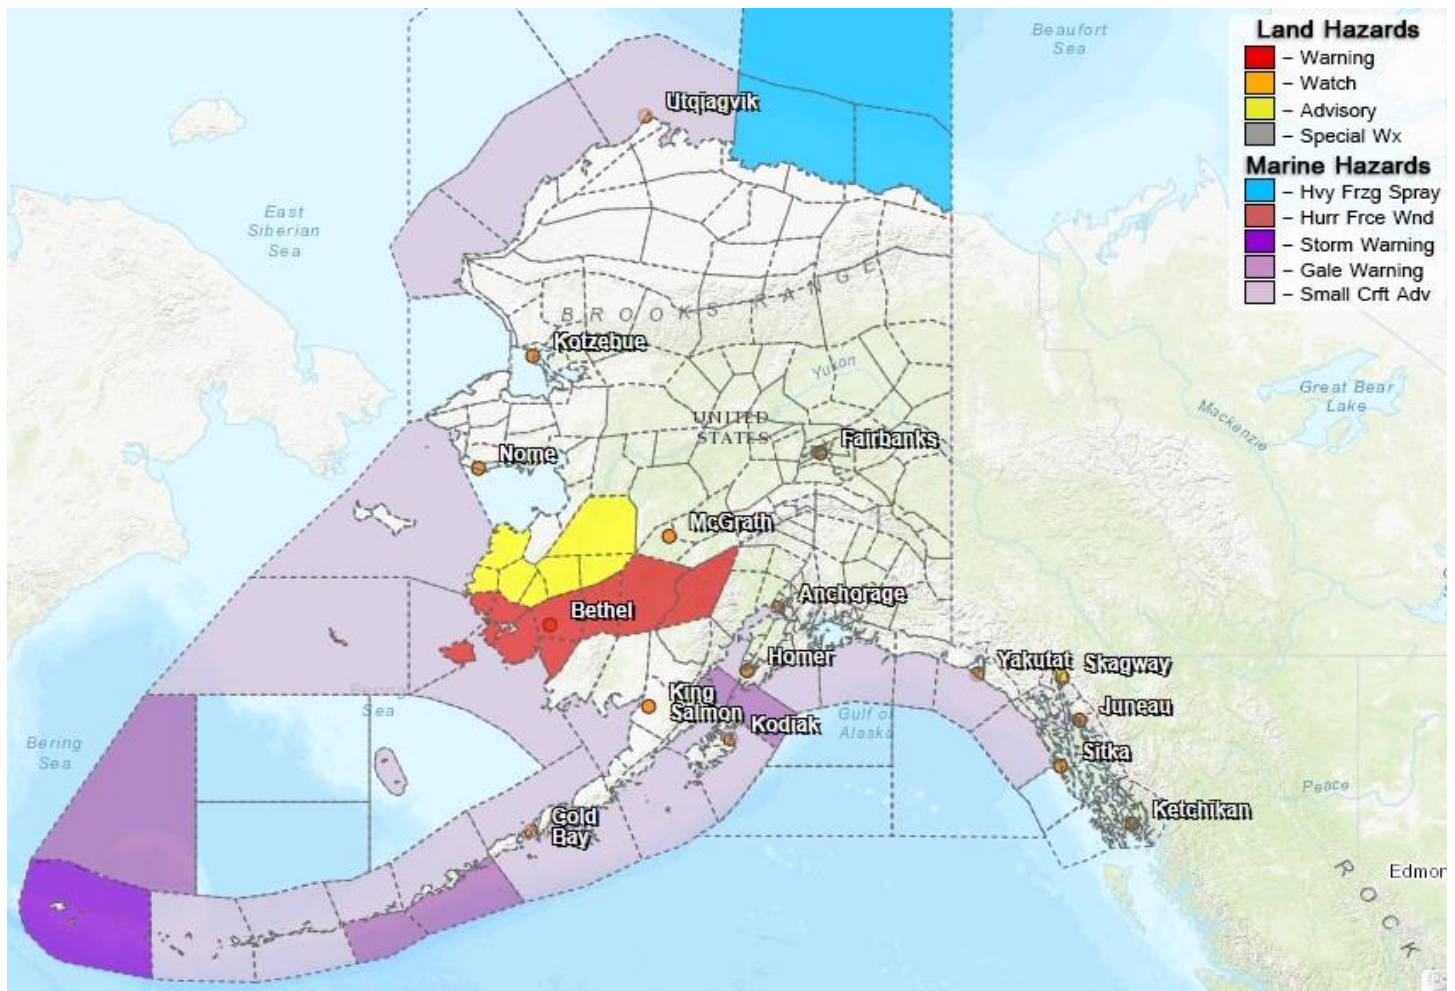 Land Hazards
– Warning
– Watch
– Advisory
– Special Wx
Marine Hazards
– Hvy Frzg Spray
– Hurr Frce Wnd
– Storm Warning
– Gale Warning
– Small Crft Adv
Beaufort
Sea
Utqiagvik
East
Siberian
Sea
BROOKS RANGE
Kotzebue
Yukon
Great Bear
Lake
Mackenzie
UNITED
STATES
Fairbanks
Nome
McGrath
Anchorage
Bethel
Homer
Yakutat
Skagway
King
Salmon
Sea
Kodiak
Gulf of
Alaska
Juneau
Bering
Sea
Sitka
Peace
Cold
Bay
Ketchikan
Edmor
ROCK